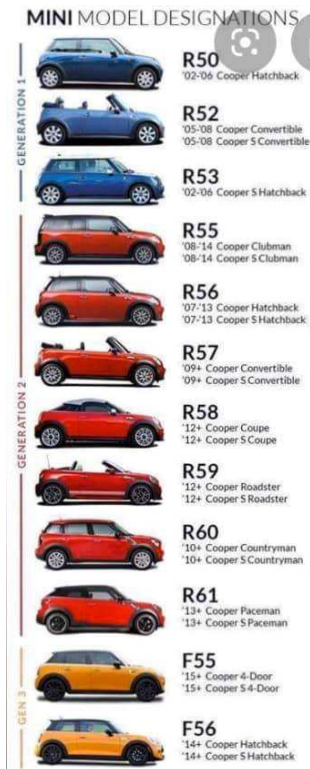 MINI MODEL DESIGNATIONS
GENERATION 1
R50
'02-'06 Cooper Hatchback
R52
'05-'08 Cooper Convertible
'05-'08 Cooper S Convertible
R53
'02-'06 Cooper S Hatchback
GENERATION 2
R55
'08-'14 Cooper Clubman
'08-'14 Cooper S Clubman
R56
'07-'13 Cooper Hatchback
'07-'13 Cooper S Hatchback
R57
'09+ Cooper Convertible
'09+ Cooper S Convertible
R58
'12+ Cooper Coupe
'12+ Cooper S Coupe
R59
'12+ Cooper Roadster
'12+ Cooper S Roadster
R60
'10+ Cooper Countryman
'10+ Cooper S Countryman
R61
'13+ Cooper Paceman
'13+ Cooper S Paceman
GEN 3
F55
'15+ Cooper 4-Door
'15+ Cooper S 4-Door
F56
'14+ Cooper Hatchback
'14+ Cooper S Hatchback